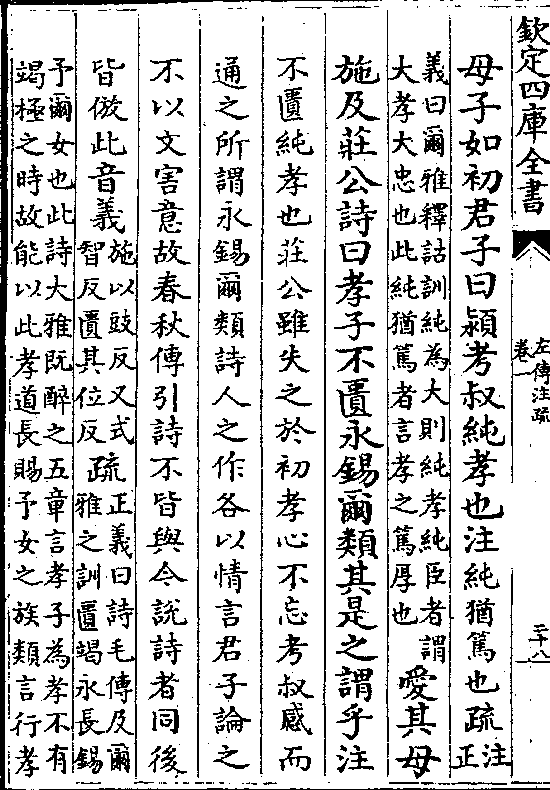 欽定四庫全書
左傳注疏
卷一
二十八
母子如初君子曰潁考叔純孝也注純猶篤也疏注
正
義曰爾雅釋詁訓純為大則純孝純臣者謂
大孝大忠也此純猶篤者言孝之篤厚也
愛其母
施及莊公詩曰孝子不匱永錫爾類其是之謂乎注
不匱純孝也莊公雖失之於初孝心不忘考叔感而
通之所謂永錫爾類詩人之作各以情言君子論之
不以文害意故春秋傳引詩不皆與今說詩者同後
皆倣此音義
施以豉反又式
智反匱其位反
疏
正義曰詩毛傳及爾
雅之訓匱竭永長錫
予爾女也此詩大雅既醉之五章言孝子為孝不有
竭極之時故能以此孝道長賜予女之族類言行孝